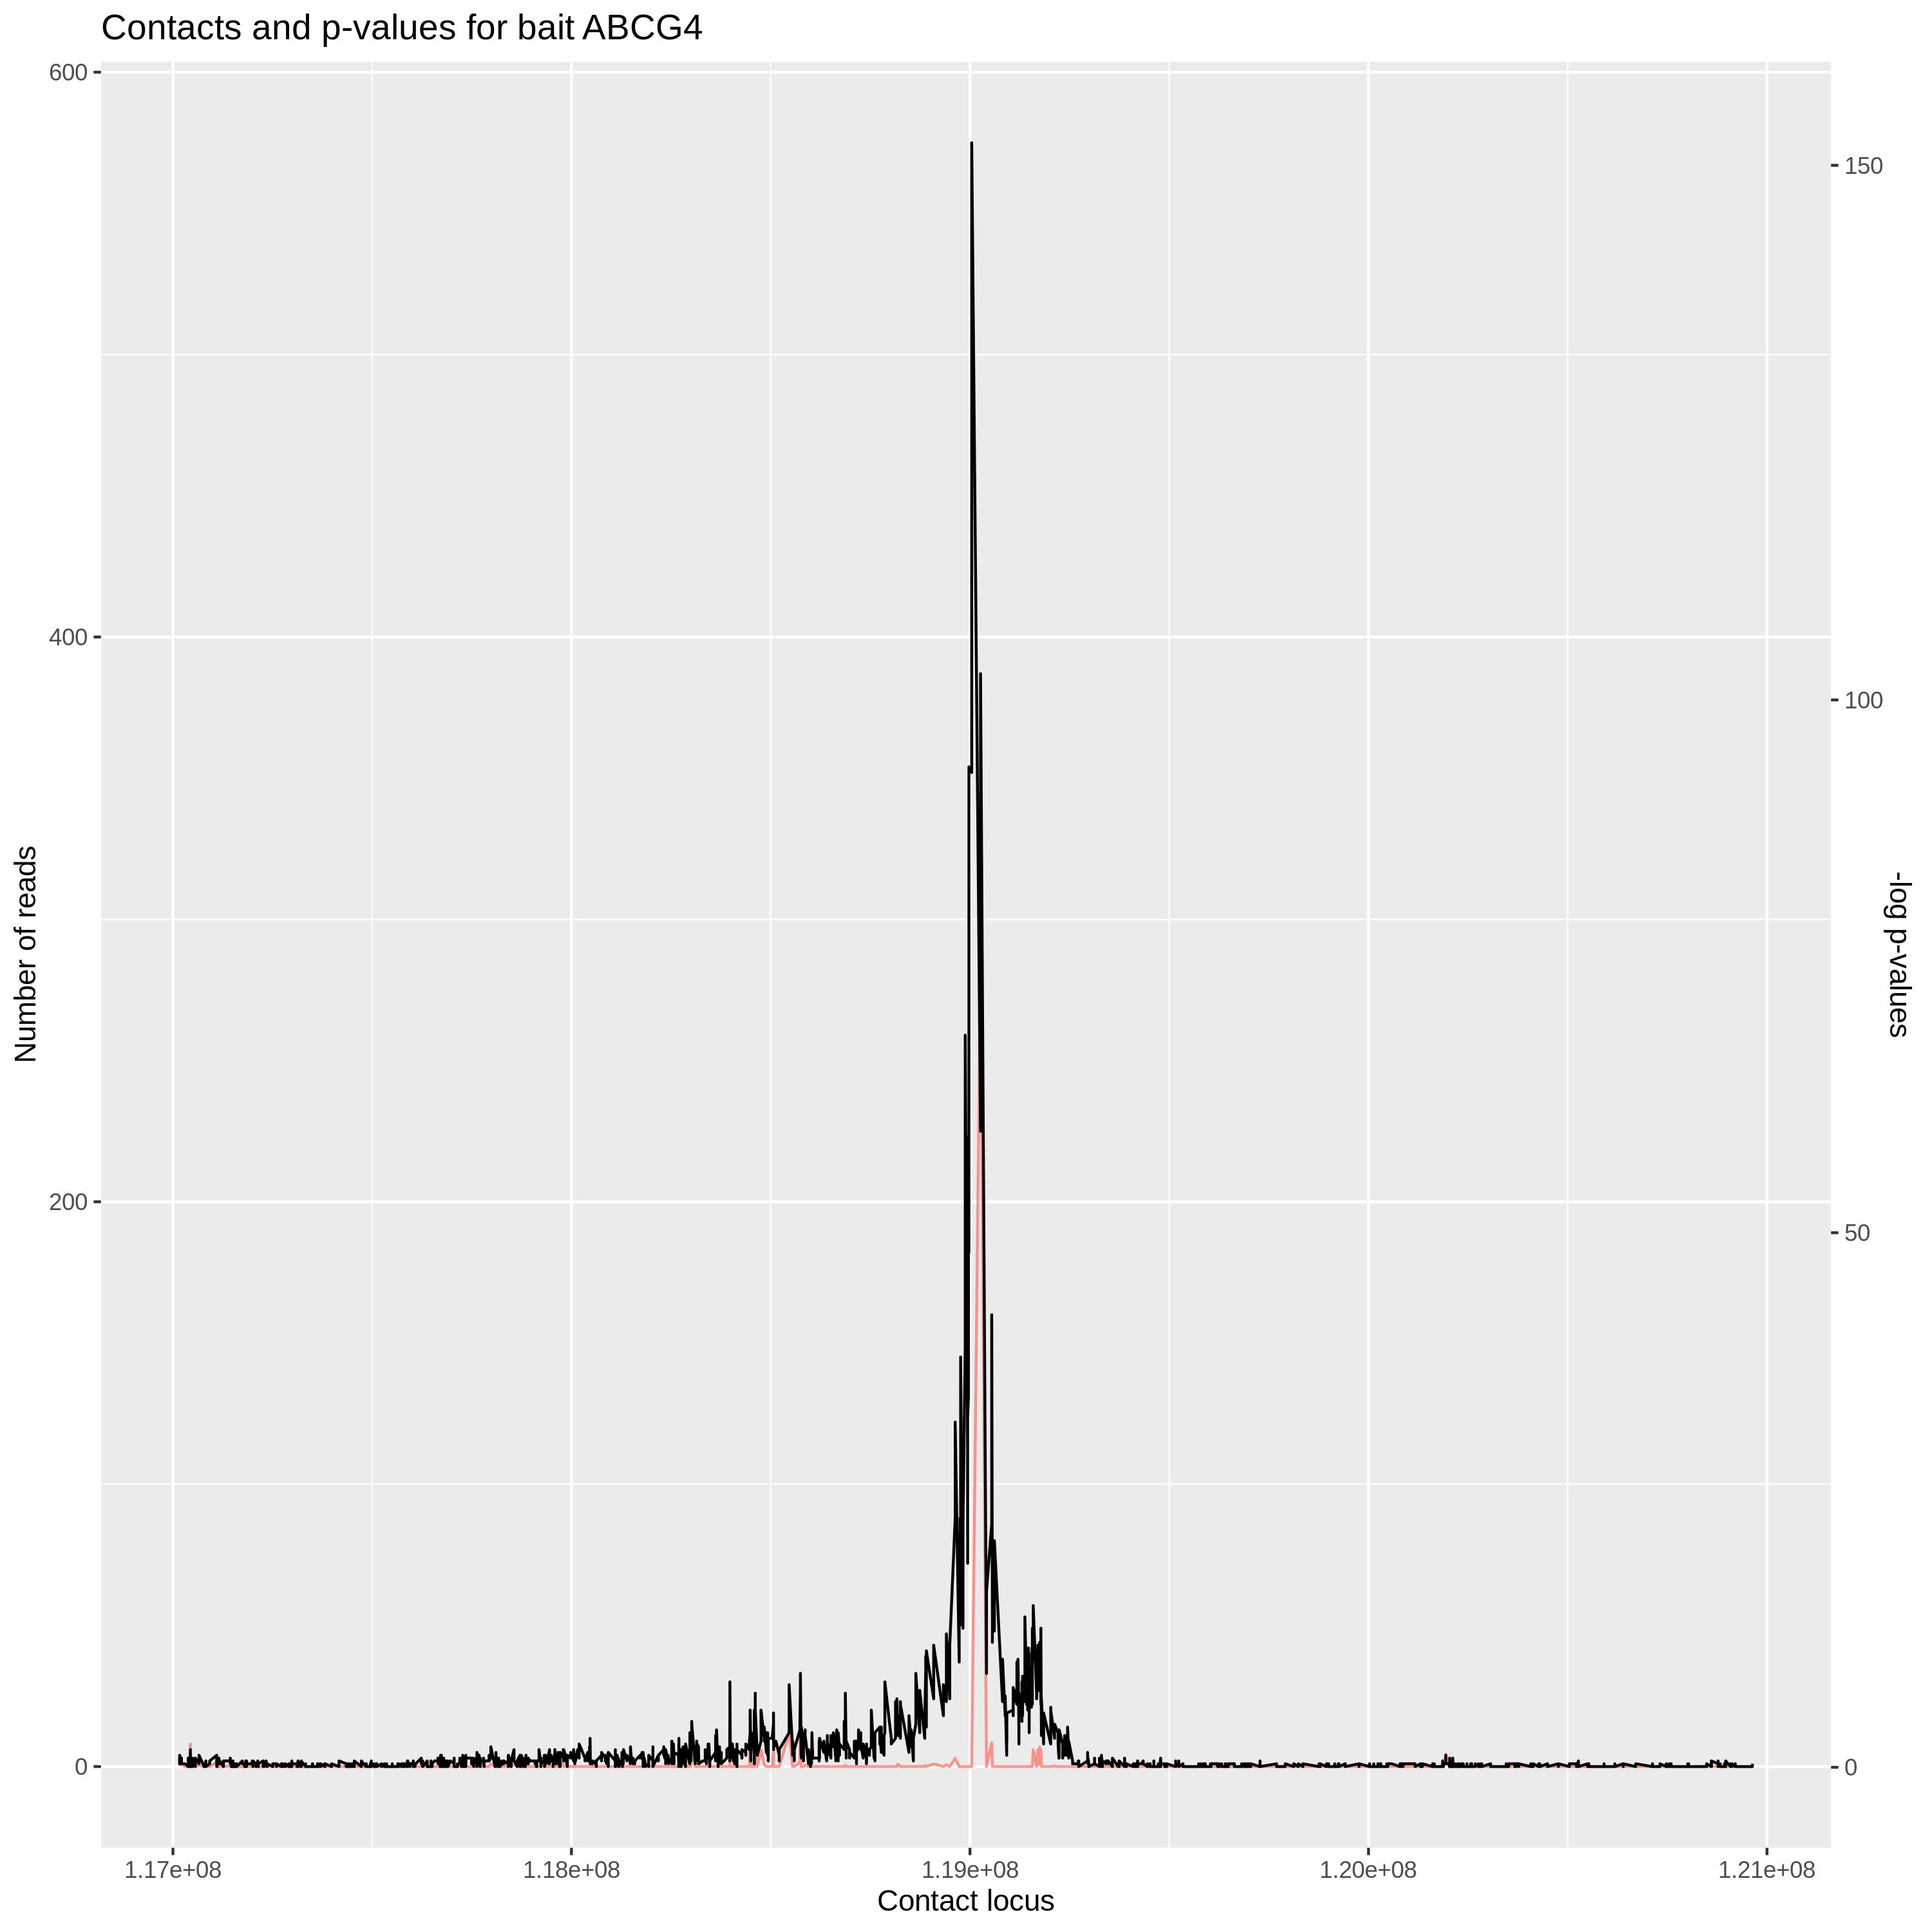 Contacts and p-values for bait ABCG4
600
400
200
0
Number of reads
150
100
50
0
-log p-values
1.17e+08
1.18e+08
1.19e+08
1.20e+08
1.21e+08
Contact locus